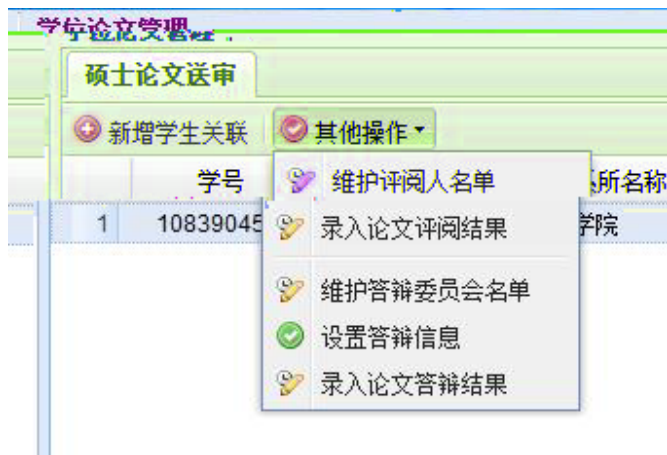 学位论文管理
硕士论文送审
新增学生关联 其他操作
学号 系所名称
维护评阅人名单
1 10839045 学院
录入论文评阅结果
维护答辩委员会名单
设置答辩信息
录入论文答辩结果